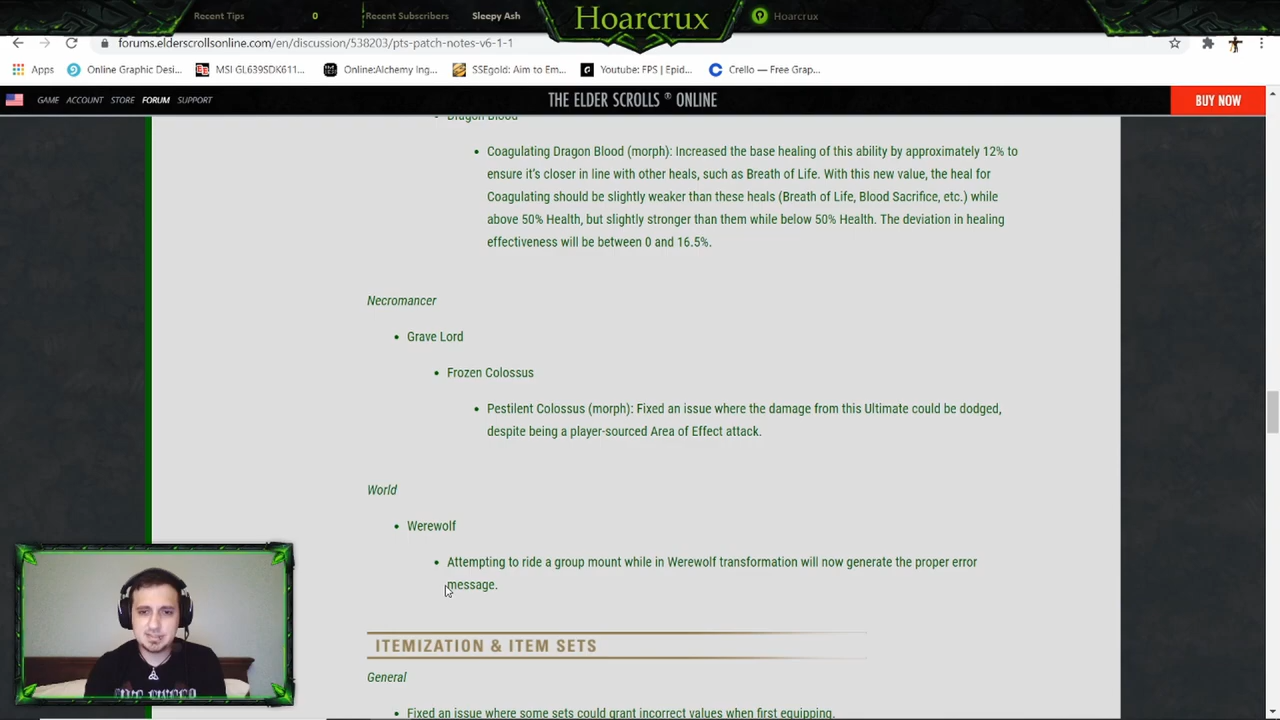 Recent Tips 0 Recent Subscribers Sleepy Ash Hoarcrux Hoarcrux
forums.elderscrollsonline.com/en/discussion/538203/pts-patch-notes-v6-1-1
Apps Online Graphic Desi... MSI GL639SDK611... Online:Alchemy Ing... SSEgold: Aim to Em... Youtube: FPS | Epid... Crello — Free Grap...
GAME ACCOUNT STORE FORUM SUPPORT THE ELDER SCROLLS ® ONLINE BUY NOW
Dragon Blood
Coagulating Dragon Blood (morph): Increased the base healing of this ability by approximately 12% to
ensure it's closer in line with other heals, such as Breath of Life. With this new value, the heal for
Coagulating should be slightly weaker than these heals (Breath of Life, Blood Sacrifice, etc.) while
above 50% Health, but slightly stronger than them while below 50% Health. The deviation in healing
effectiveness will be between 0 and 16.5%.
Necromancer
Grave Lord
Frozen Colossus
Pestilent Colossus (morph): Fixed an issue where the damage from this Ultimate could be dodged,
despite being a player-sourced Area of Effect attack.
World
Werewolf
Attempting to ride a group mount while in Werewolf transformation will now generate the proper error
message.
ITEMIZATION & ITEM SETS
General
Fixed an issue where some sets could grant incorrect values when first equipping.